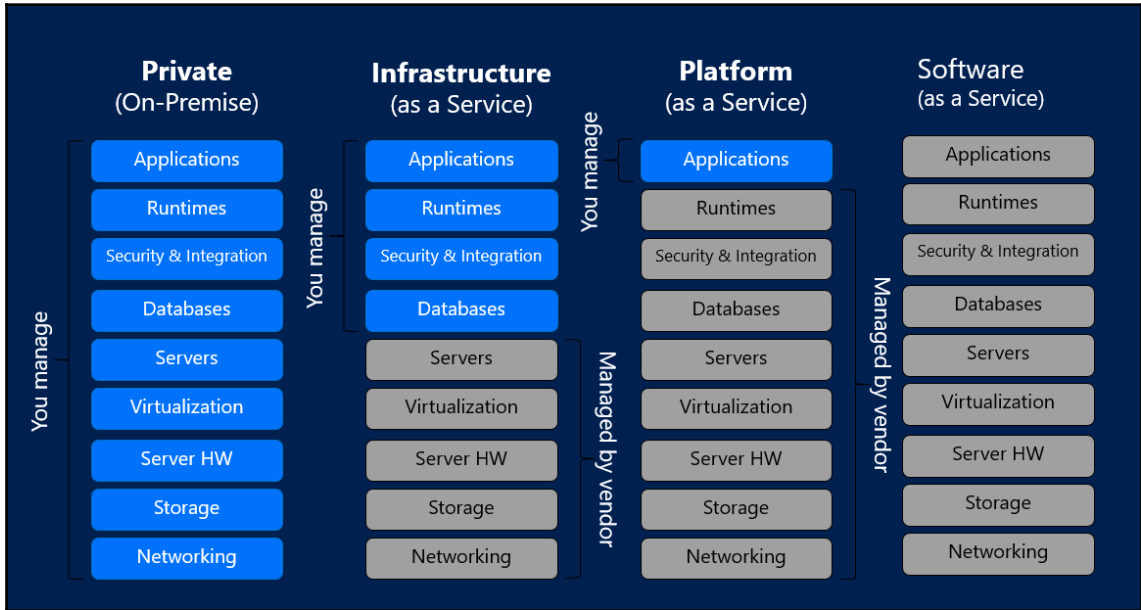 Private
(On-Premise)
You manage
Applications
Runtimes
Security & Integration
Databases
Servers
Virtualization
Server HW
Storage
Networking
Infrastructure
(as a Service)
You manage
Applications
Runtimes
Security & Integration
Databases
Servers
Virtualization
Server HW
Storage
Networking
Managed by vendor
Platform
(as a Service)
You manage
Applications
Runtimes
Security & Integration
Databases
Servers
Virtualization
Server HW
Storage
Networking
Managed by vendor
Software
(as a Service)
Applications
Runtimes
Security & Integration
Databases
Servers
Virtualization
Server HW
Storage
Networking